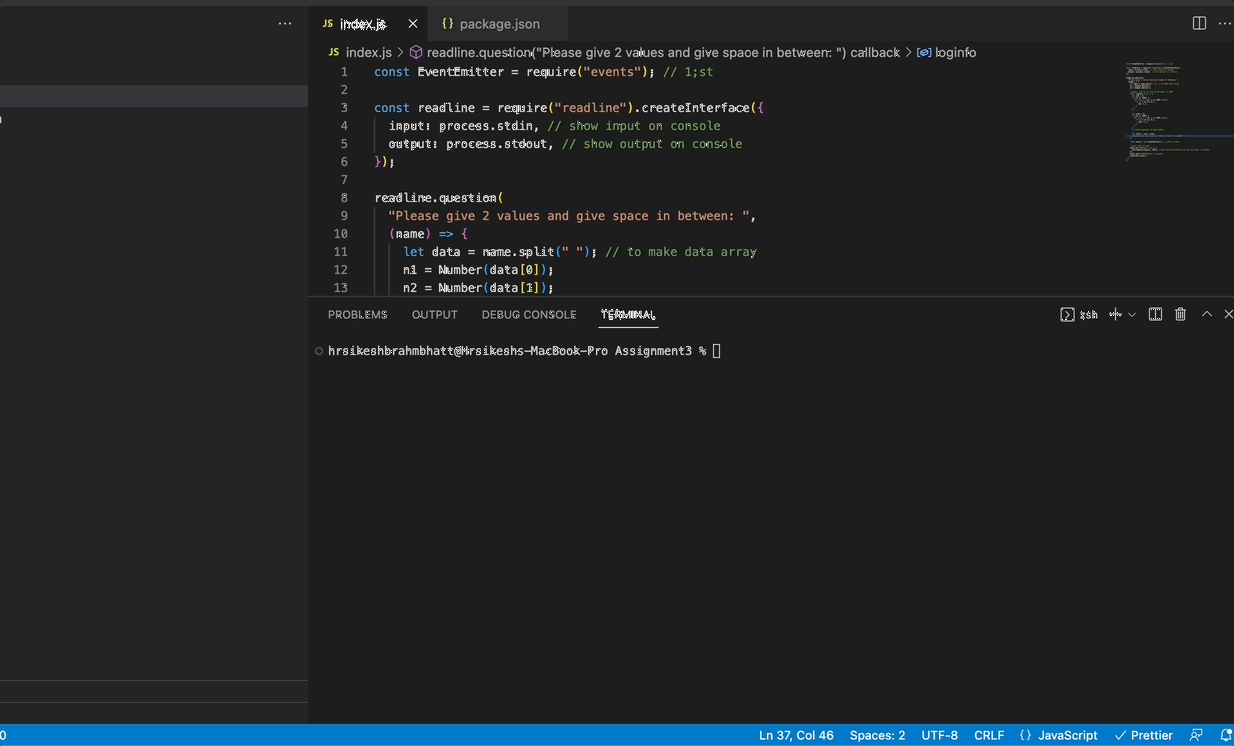 JS index.js
{} package.json
JS index.js > readline.question("Please give 2 values and give space in between: ") callback > loginfo
1 const EventEmitter = require("events"); // 1;st
2
3 const readline = require("readline").createInterface({
4 input: process.stdin, // show input on console
5 output: process.stdout, // show output on console
6 });
7
8 readline.question(
9 "Please give 2 values and give space in between: ",
10 (name) => {
11 let data = name.split(" "); // to make data array
12 n1 = Number(data[0]);
13 n2 = Number(data[1]);
PROBLEMS OUTPUT DEBUG CONSOLE TERMINAL
zsh
hrsikeshbrahmbhatt@Hrsikeshs-MacBook-Pro Assignment3 %
0 Ln 37, Col 46 Spaces: 2 UTF-8 CRLF {} JavaScript Prettier